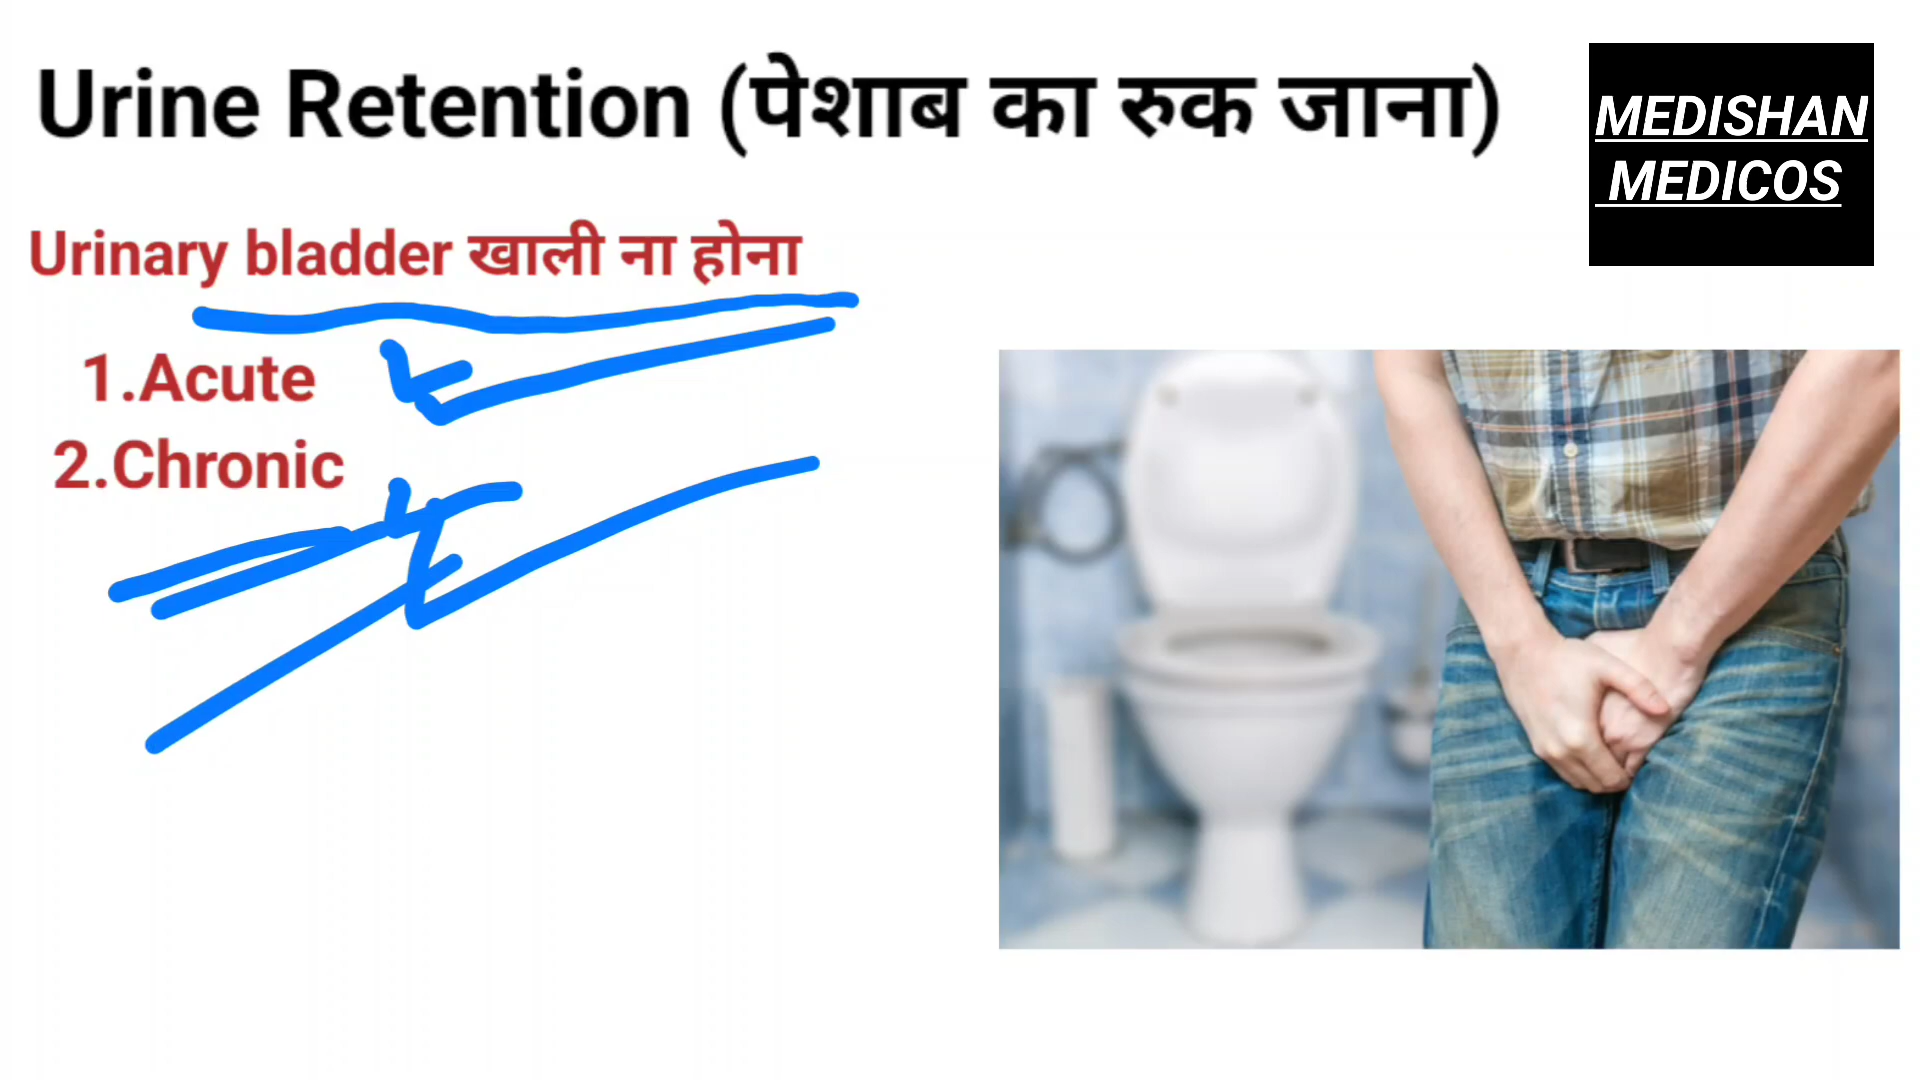 Urine Retention (पेशाब का रुक जाना)
MEDISHAN
MEDICOS
Urinary bladder खाली ना होना
1.Acute
2.Chronic